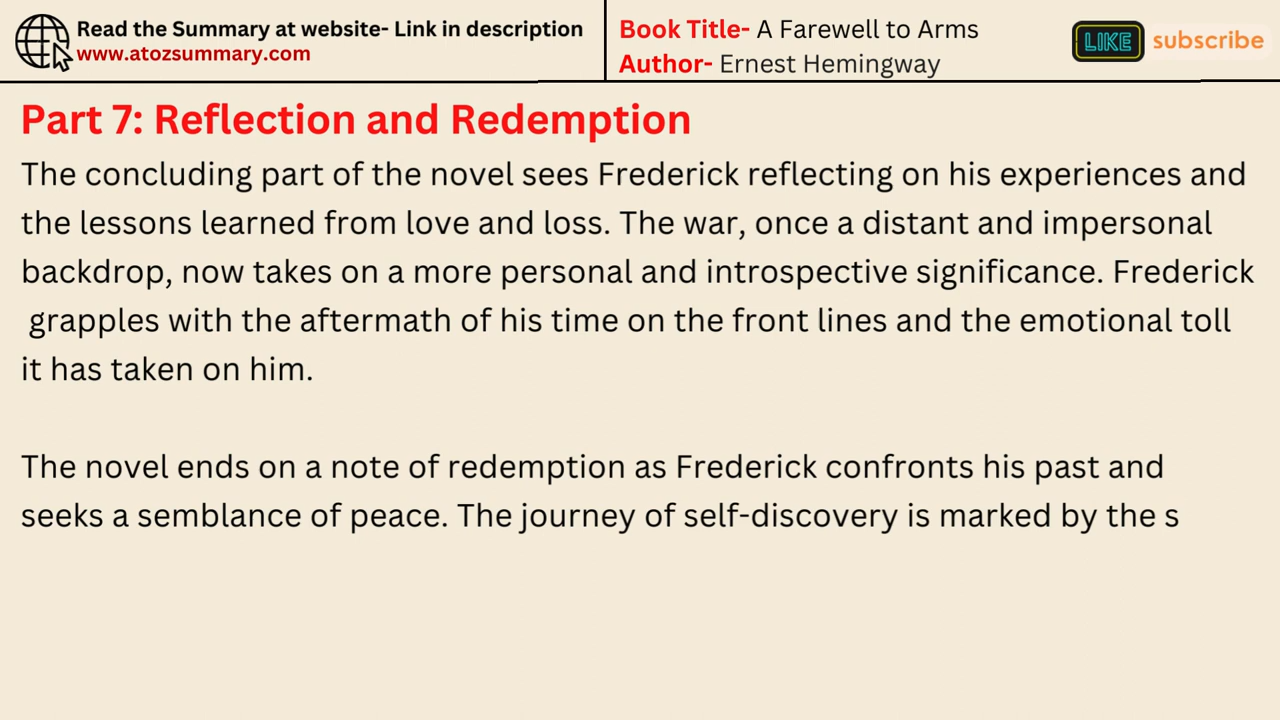 Read the Summary at website- Link in description
www.atozsummary.com
Book Title- A Farewell to Arms
Author- Ernest Hemingway
LIKE
subscribe
Part 7: Reflection and Redemption
The concluding part of the novel sees Frederick reflecting on his experiences and
the lessons learned from love and loss. The war, once a distant and impersonal
backdrop, now takes on a more personal and introspective significance. Frederick
grapples with the aftermath of his time on the front lines and the emotional toll
it has taken on him.
The novel ends on a note of redemption as Frederick confronts his past and
seeks a semblance of peace. The journey of self-discovery is marked by the s